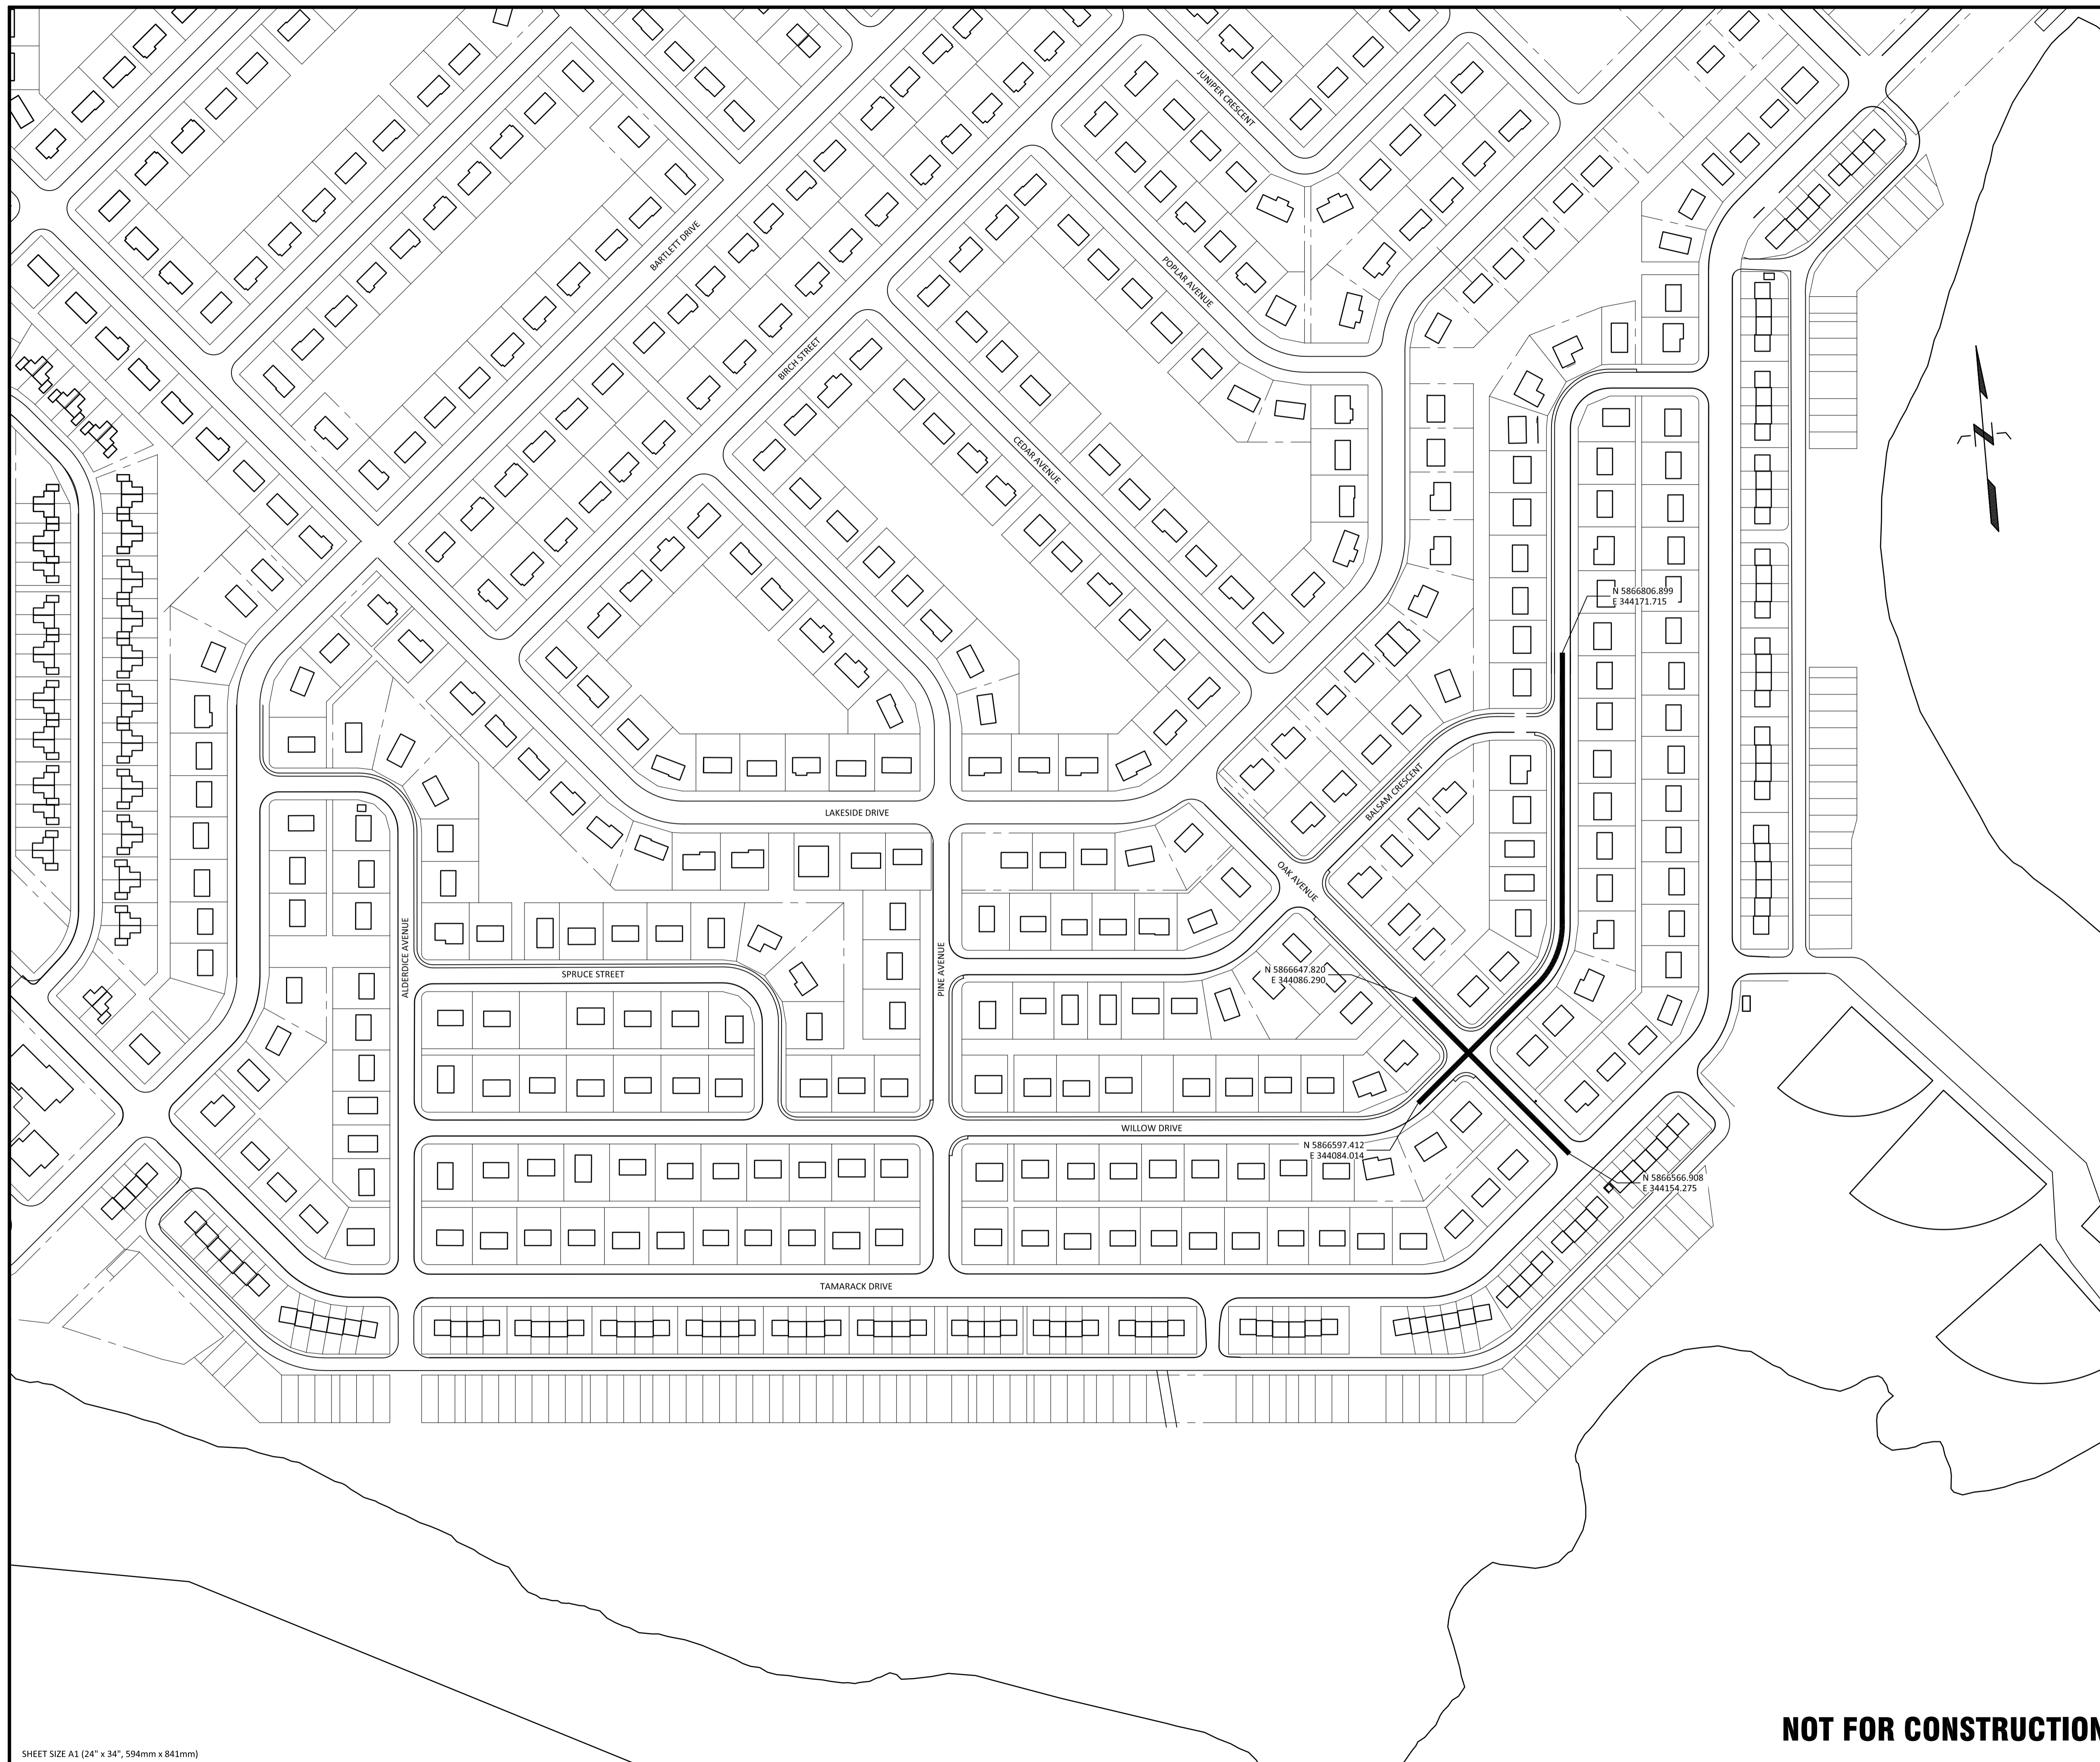 JUNIPER CRESCENT
BARTLETT DRIVE
POPLAR AVENUE
BIRCH STREET
CEDAR AVENUE
N
N 5866806.899
E 344171.715
LAKESIDE DRIVE
BALSAM CRESCENT
OAK AVENUE
ALDERDICE AVENUE
PINE AVENUE
SPRUCE STREET
N 5866647.820
E 344086.290
WILLOW DRIVE
N 5866597.412
E 344084.014
N 5866566.908
E 344154.275
TAMARACK DRIVE
NOT FOR CONSTRUCTION
SHEET SIZE A1 (24" x 34", 594mm x 841mm)